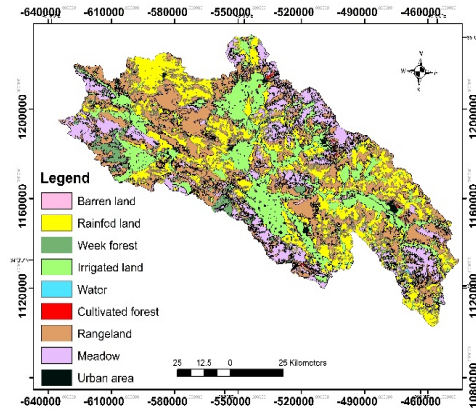 -640000 -610000 -580000 -550000 -520000 -490000 -460000
1200000 1200000
N
W E
S
Legend
Barren land
Rainfod land
Week forest
Irrigated land
Water
Cultivated forest
Rangeland
Meadow
Urban area
1160000 1160000
1120000 1120000
25 12.5 0 25 Kilometers
-640000 -610000 -580000 -550000 -520000 -490000 -460000